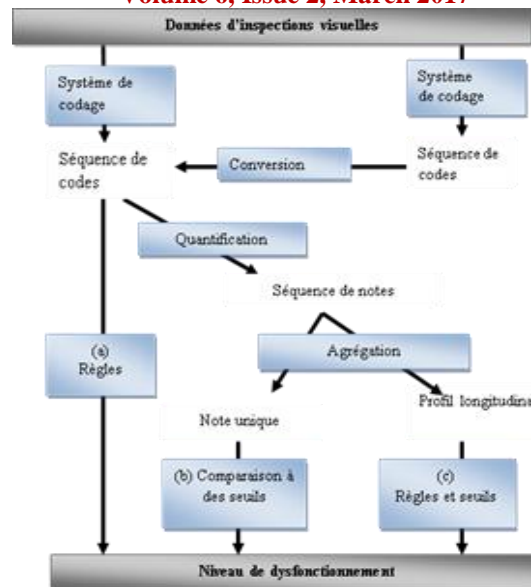 Volume 6, Issue 2, March 2017
Données d'inspections visuelles
Système de
codage
Système
de codage
Séquence de
codes
Conversion
Séquence de
codes
Quantification
Séquence de notes
(a)
Règles
Agrégation
Profil longitudina
Note unique
(b) Comparaison à
des seuils
(c)
Règles et seuils
Niveau de dysfonctionnement